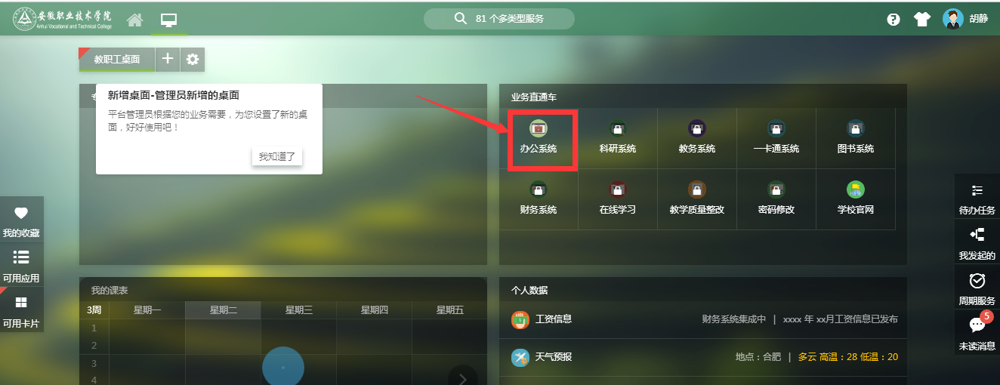 安徽职业技术学院
Anhui Vocational and Technical College
81 个多类型服务
胡静
教职工桌面
新增桌面-管理员新增的桌面
平台管理员根据您的业务需要，为您设置了新的桌
面，好好使用吧！
我知道了
业务直通车
办公系统
科研系统
教务系统
一卡通系统
图书系统
财务系统
在线学习
教学质量整改
密码修改
学校官网
我的收藏
可用应用
可用卡片
待办任务
我发起的
周期服务
5
未读消息
我的课表
3周 星期一 星期二 星期三 星期四 星期五
1
2
3
4
个人数据
工资信息
财务系统集成中 | xxxx 年 xx月工资信息已发布
天气预报
地点：合肥 | 多云 高温：28 低温：20